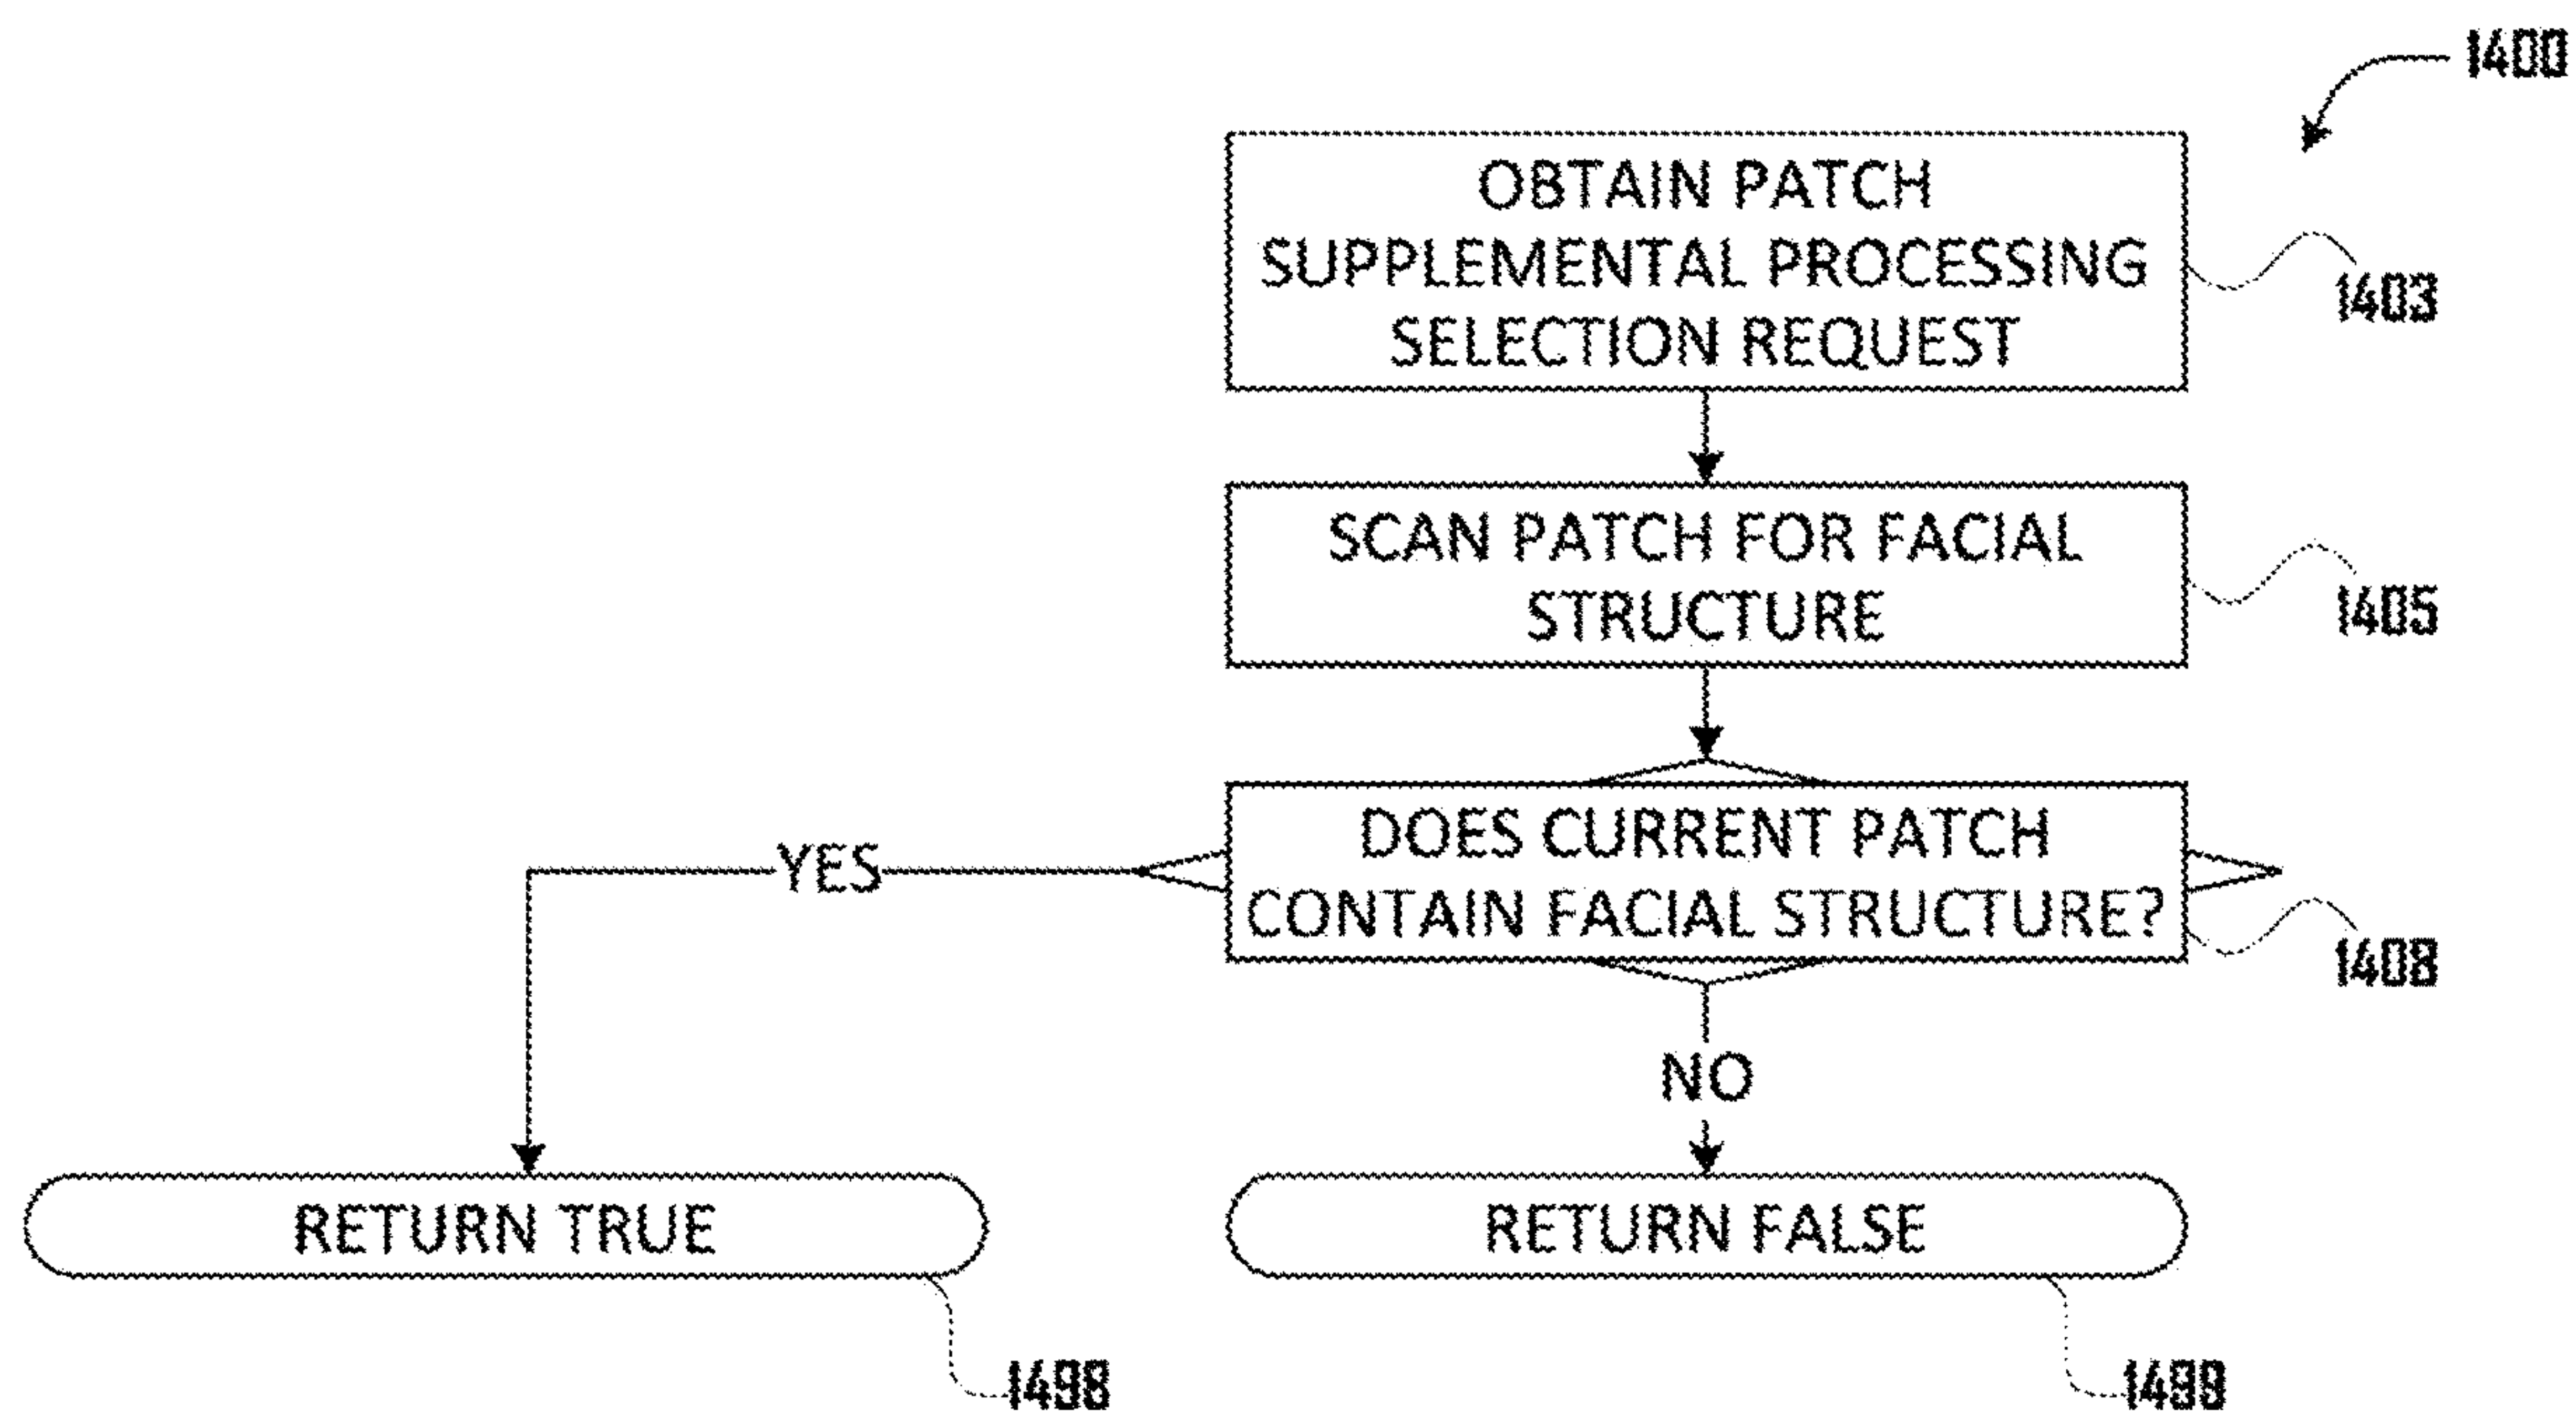 1400
OBTAIN PATCH
SUPPLEMENTAL PROCESSING
SELECTION REQUEST
1403
SCAN PATCH FOR FACIAL
STRUCTURE
1405
DOES CURRENT PATCH
CONTAIN FACIAL STRUCTURE?
1408
YES
NO
RETURN TRUE
RETURN FALSE
1498
1499